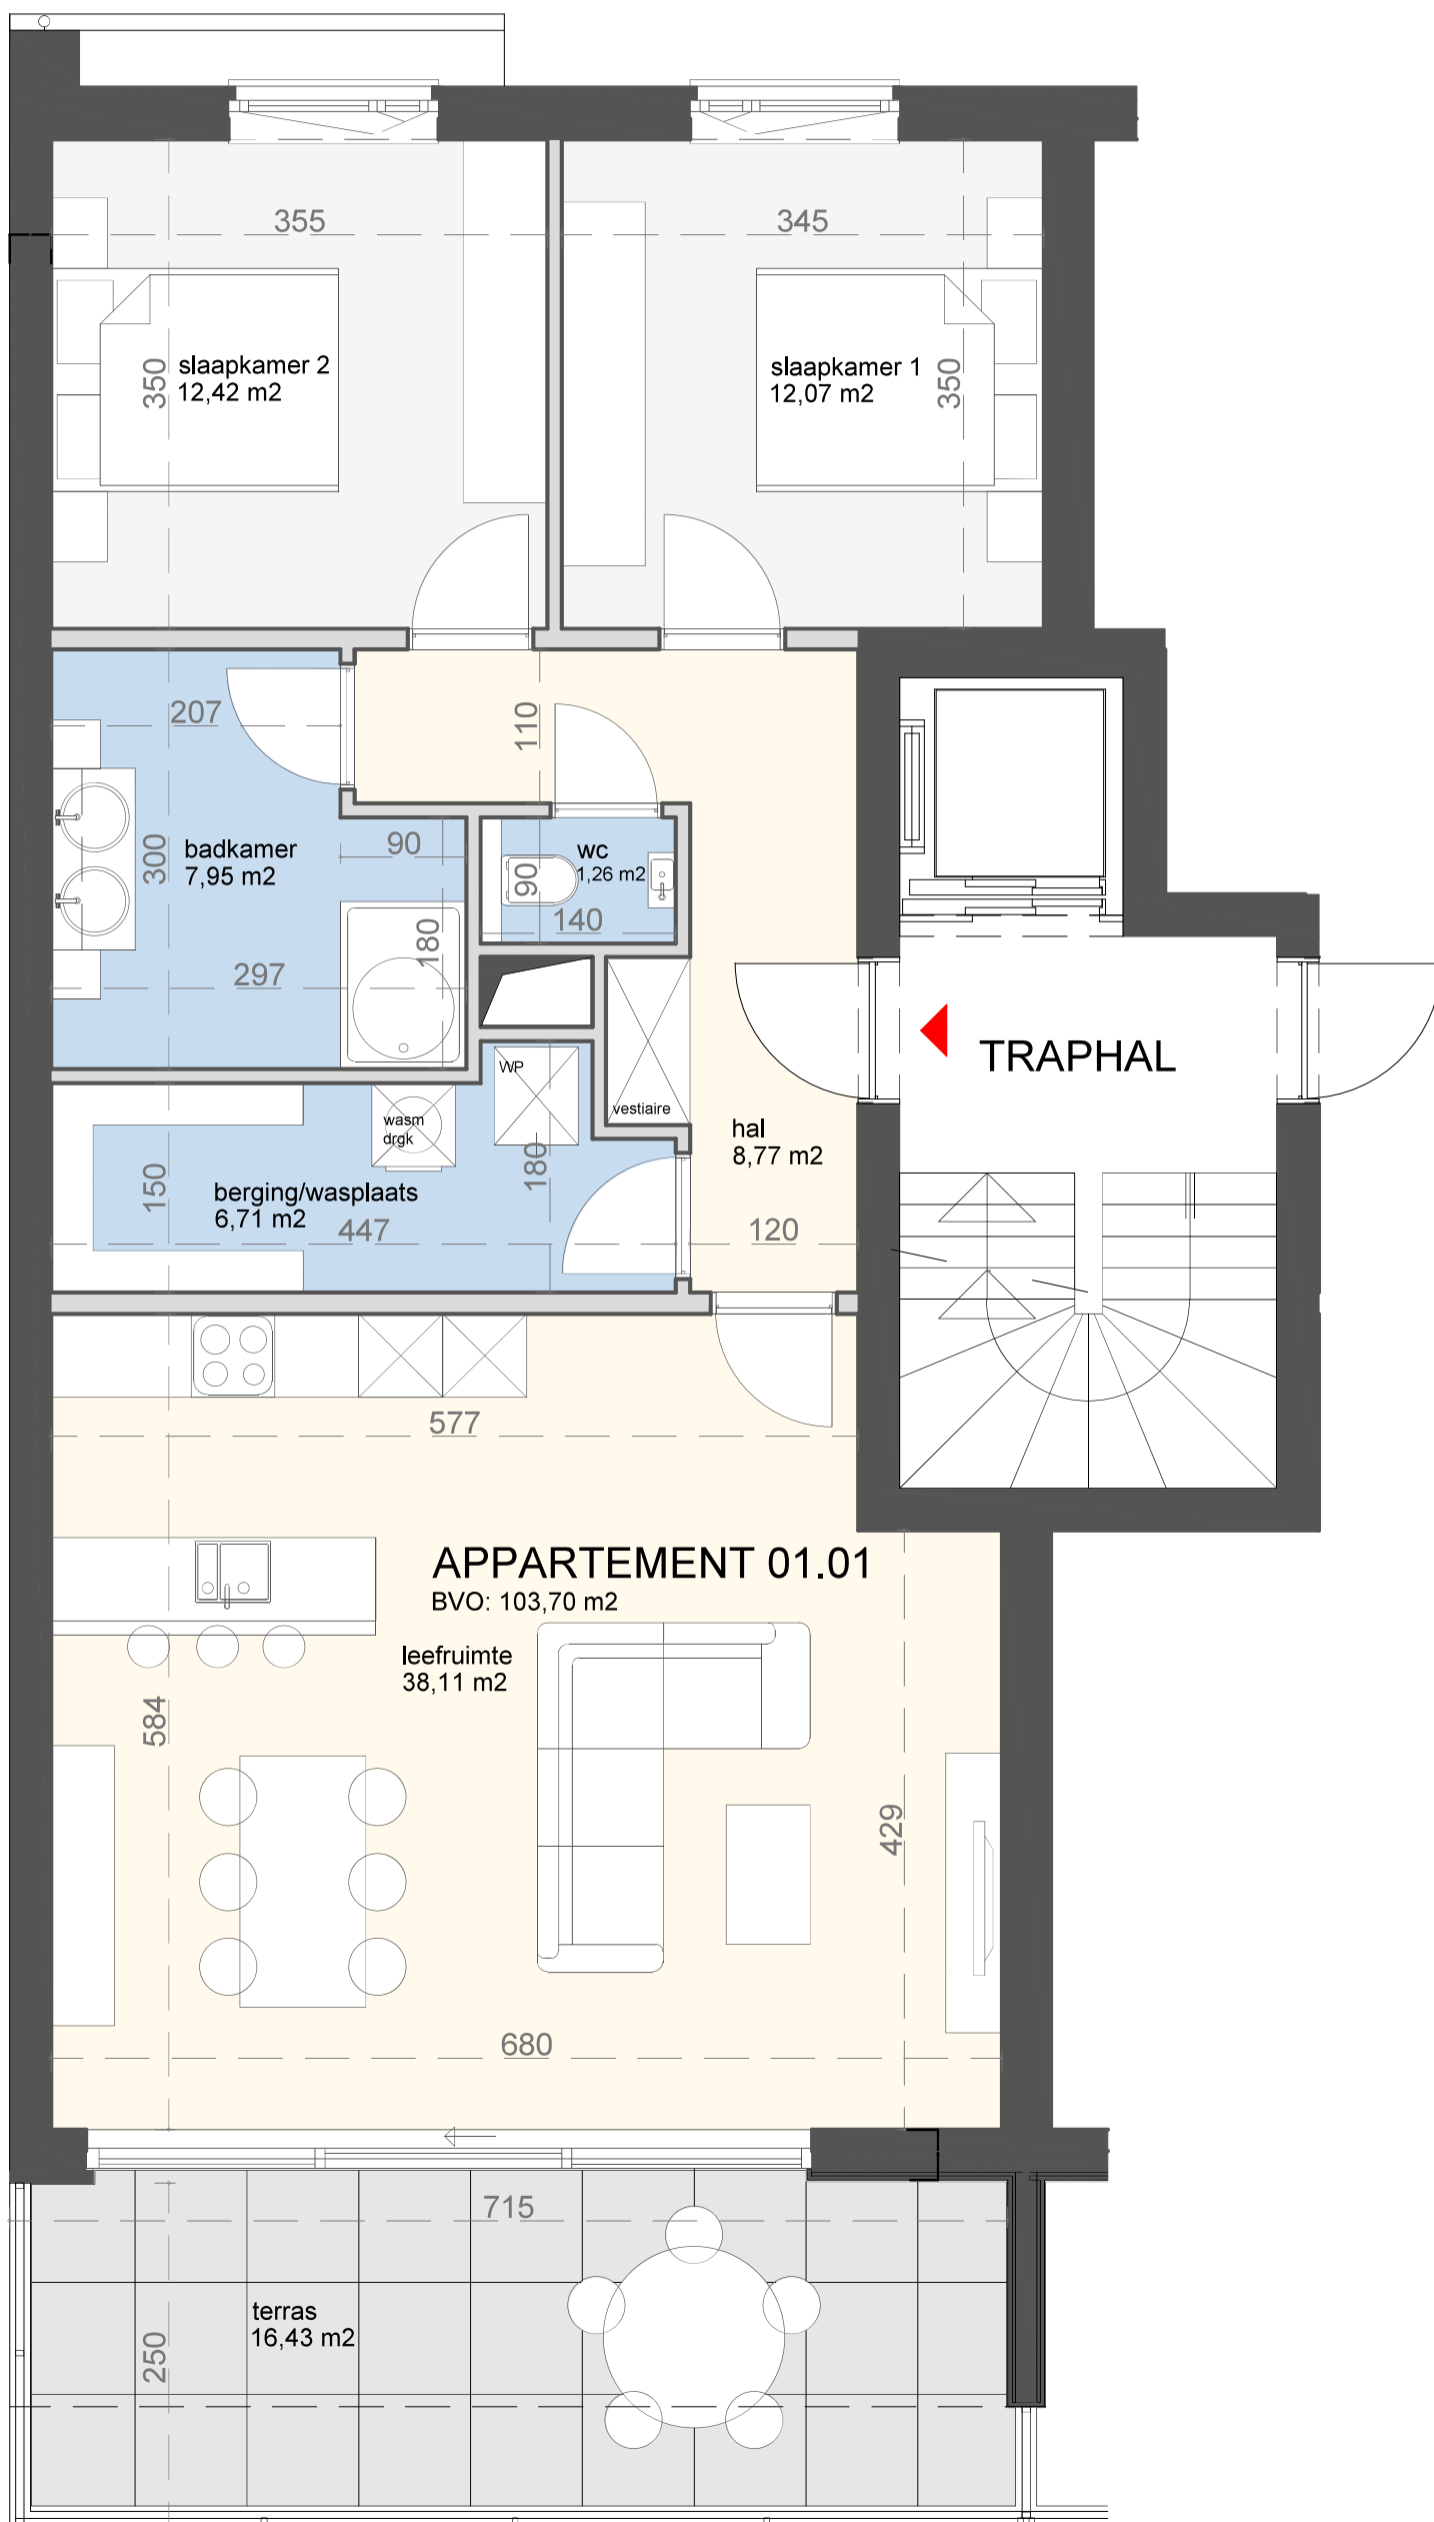 355
345
350
slaapkamer 2
12,42 m2
slaapkamer 1
12,07 m2
350
207
110
300
badkamer
7,95 m2
90
180
297
wc
1,26 m2
90
140
WP
wasm
drgk
vestiaire
TRAPHAL
hal
8,77 m2
120
150
berging/wasplaats
6,71 m2
447
180
577
APPARTEMENT 01.01
BVO: 103,70 m2
leefruimte
38,11 m2
584
429
680
715
terras
16,43 m2
250